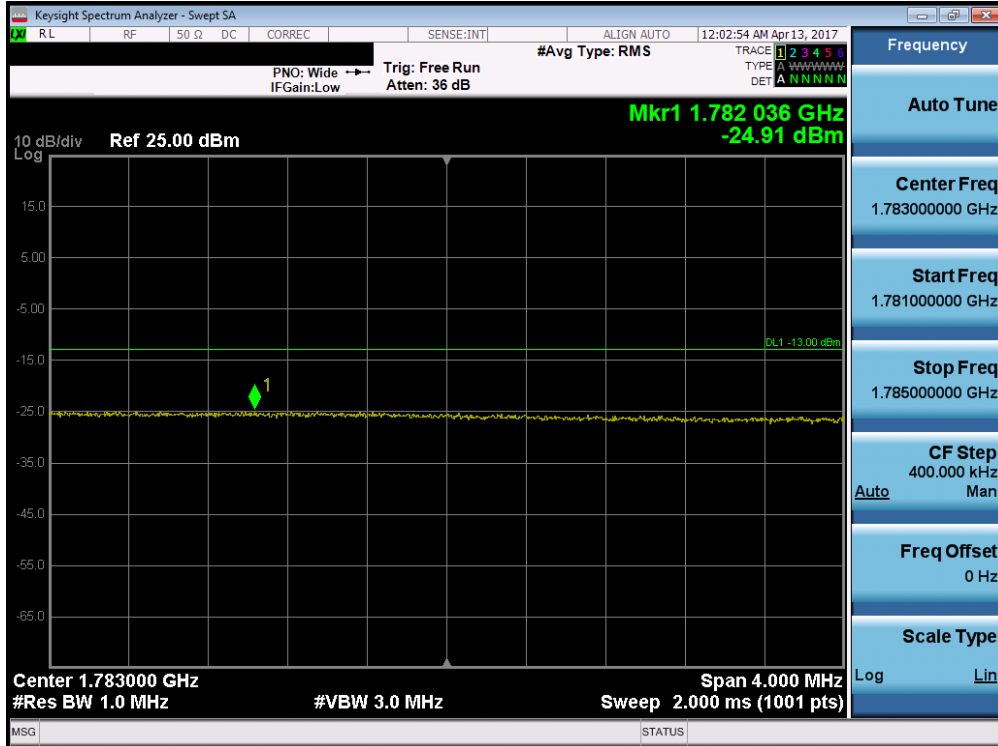 Keysight Spectrum Analyzer - Swept SA
LXI RL RF 50 Ω DC CORREC SENSE:INT ALIGN AUTO 12:02:54 AM Apr 13, 2017
PNO: Wide Trig: Free Run #Avg Type: RMS TRACE 1 2 3 4 5 6
TYPE A WWWWW
IFGain:Low Atten: 36 dB DET A N N N N N
Mkr1 1.782 036 GHz
-24.91 dBm
10 dB/div Ref 25.00 dBm
Log
15.0
5.00
-5.00
DL1 -13.00 dBm
-15.0
1
-25.0
-35.0
-45.0
-55.0
-65.0
Center 1.783000 GHz Span 4.000 MHz
#Res BW 1.0 MHz #VBW 3.0 MHz Sweep 2.000 ms (1001 pts)
MSG STATUS
Frequency
Auto Tune
Center Freq
1.783000000 GHz
Start Freq
1.781000000 GHz
Stop Freq
1.785000000 GHz
CF Step
400.000 kHz
Auto Man
Freq Offset
0 Hz
Scale Type
Log Lin